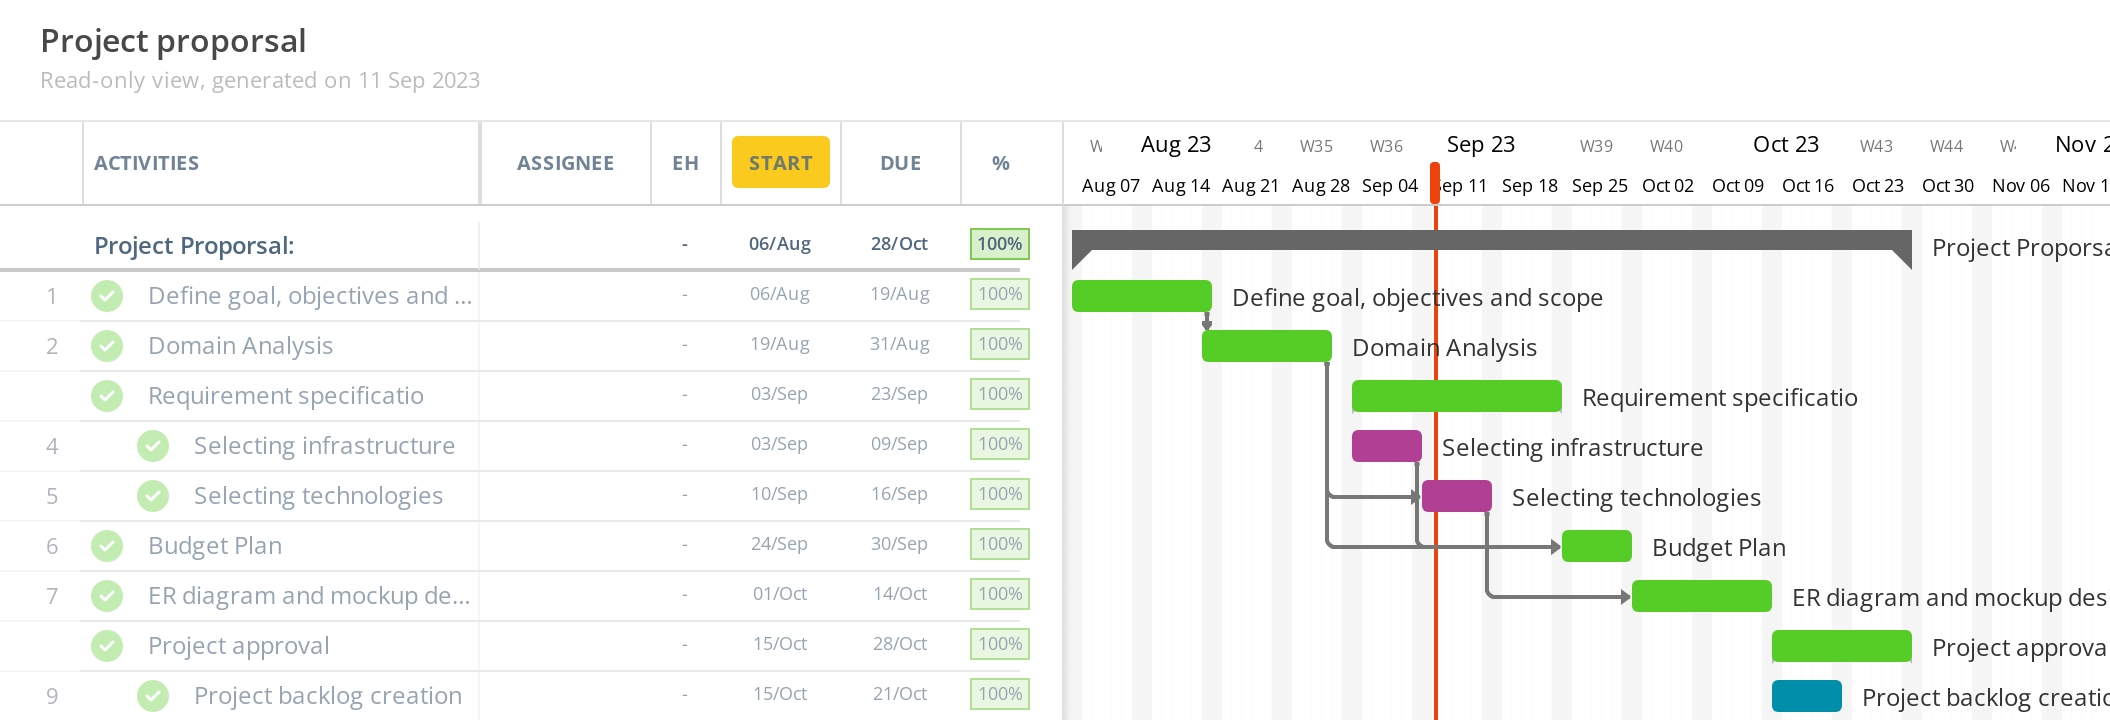 Project proporsal
Read-only view, generated on 11 Sep 2023
ACTIVITIES ASSIGNEE EH START DUE %
W Aug 23 4 W35 W36 Sep 23 W39 W40 Oct 23 W43 W44 W Nov 2
Aug 07 Aug 14 Aug 21 Aug 28 Sep 04 Sep 11 Sep 18 Sep 25 Oct 02 Oct 09 Oct 16 Oct 23 Oct 30 Nov 06 Nov 1
Project Proporsal: - 06/Aug 28/Oct 100% Project Proporsa
1 Define goal, objectives and ... - 06/Aug 19/Aug 100% Define goal, objectives and scope
2 Domain Analysis - 19/Aug 31/Aug 100% Domain Analysis
Requirement specificatio - 03/Sep 23/Sep 100% Requirement specificatio
4 Selecting infrastructure - 03/Sep 09/Sep 100% Selecting infrastructure
5 Selecting technologies - 10/Sep 16/Sep 100% Selecting technologies
6 Budget Plan - 24/Sep 30/Sep 100% Budget Plan
7 ER diagram and mockup de... - 01/Oct 14/Oct 100% ER diagram and mockup des
Project approval - 15/Oct 28/Oct 100% Project approva
9 Project backlog creation - 15/Oct 21/Oct 100% Project backlog creatio